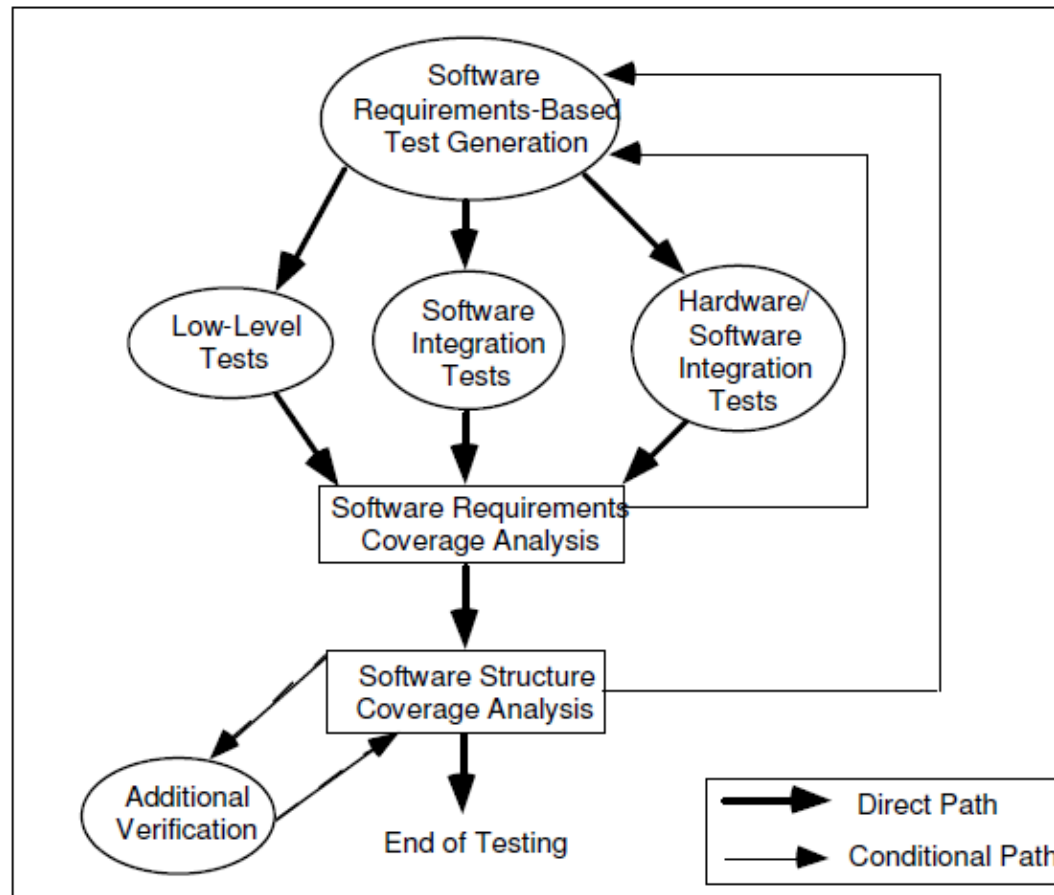 Software
Requirements-Based
Test Generation
Low-Level
Tests
Software
Integration
Tests
Hardware/
Software
Integration
Tests
Software Requirements
Coverage Analysis
Software Structure
Coverage Analysis
Additional
Verification
End of Testing
Direct Path
Conditional Path